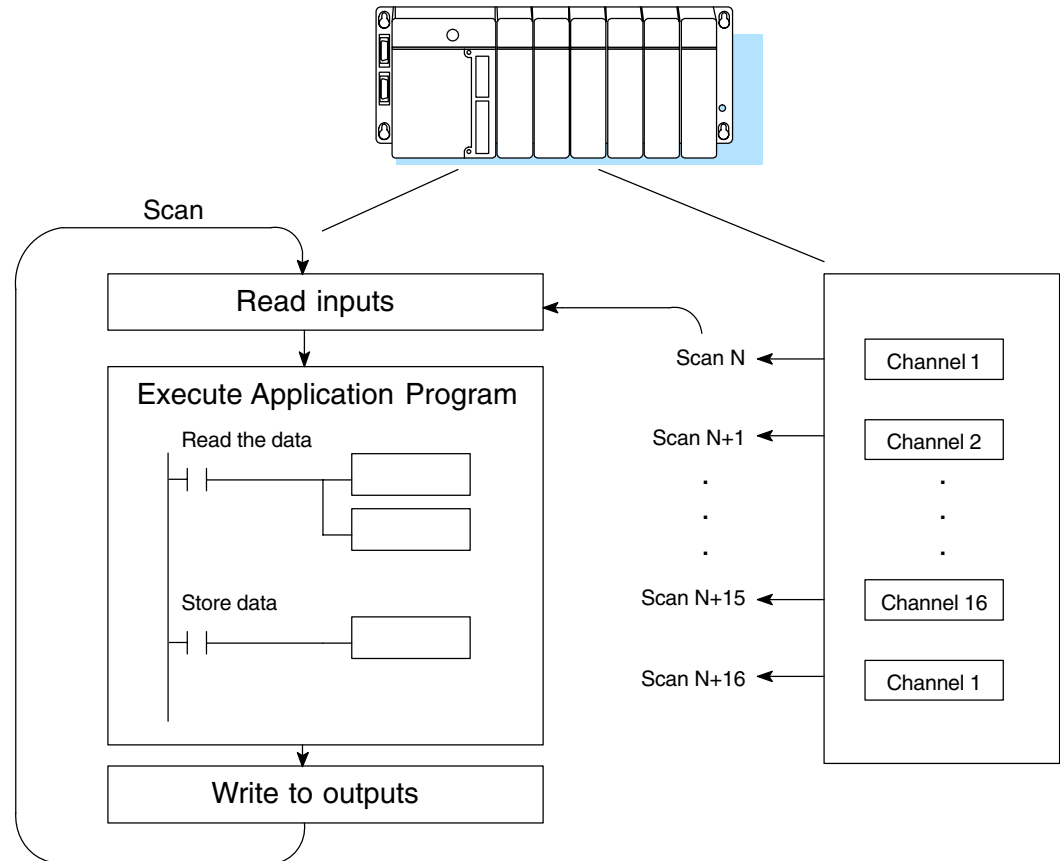 Scan
Read inputs
Execute Application Program
Read the data
Store data
Write to outputs
Scan N
Scan N+1
.
.
.
Scan N+15
Scan N+16
Channel 1
Channel 2
.
.
.
Channel 16
Channel 1